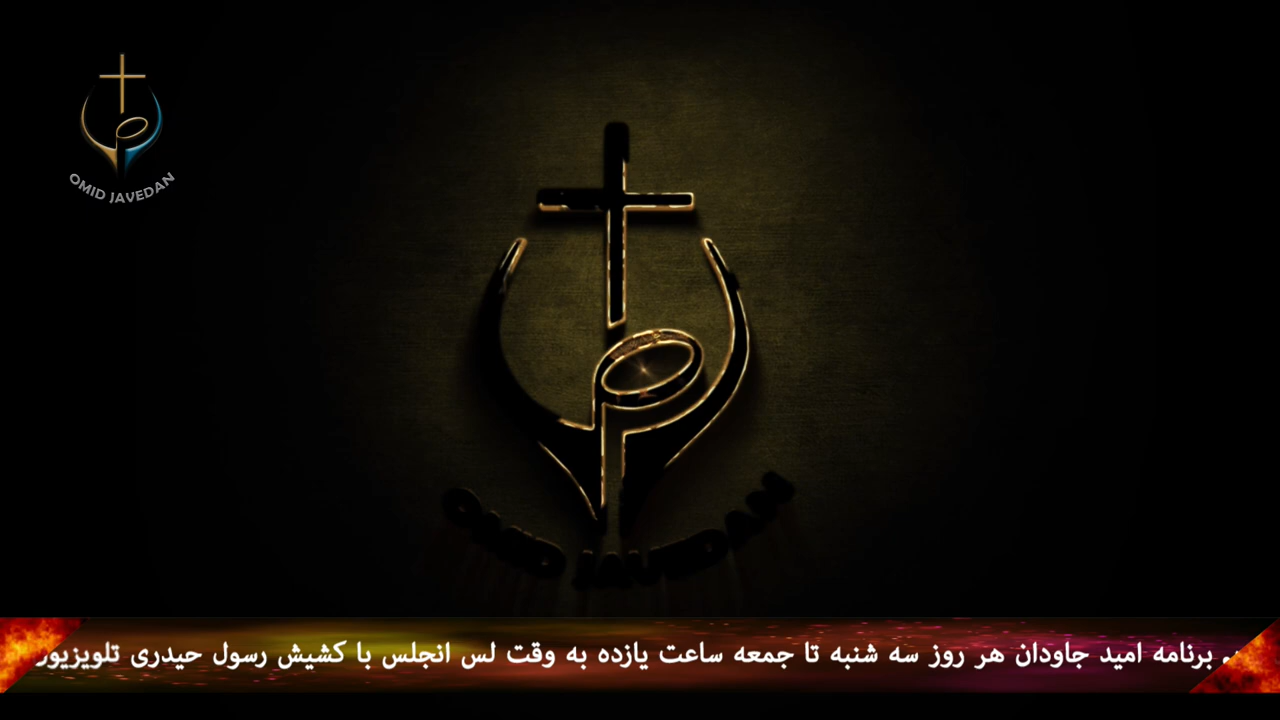 OMID JAVEDAN
OMID JAVEDAN
برنامه امید جاودان هر روز سه شنبه تا جمعه ساعت یازده به وقت لس انجلس با کشیش رسول حیدری تلویزیون